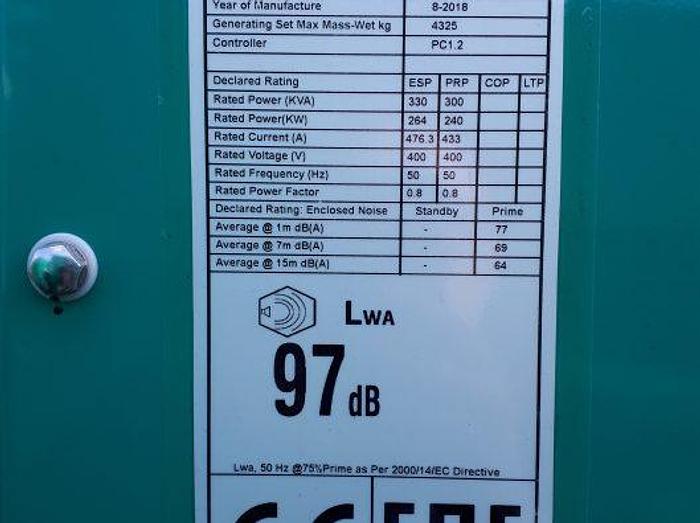 Year of Manufacture 8-2018
Generating Set Max Mass-Wet kg 4325
Controller PC1.2
Declared Rating ESP PRP COP LTP
Rated Power (KVA) 330 300
Rated Power(KW) 264 240
Rated Current (A) 476.3 433
Rated Voltage (V) 400 400
Rated Frequency (Hz) 50 50
Rated Power Factor 0.8 0.8
Declared Rating: Enclosed Noise Standby Prime
Average @ 1m dB(A) - 77
Average @ 7m dB(A) - 69
Average @ 15m dB(A) - 64
LWA
97 dB
Lwa, 50 Hz @75%Prime as Per 2000/14/EC Directive